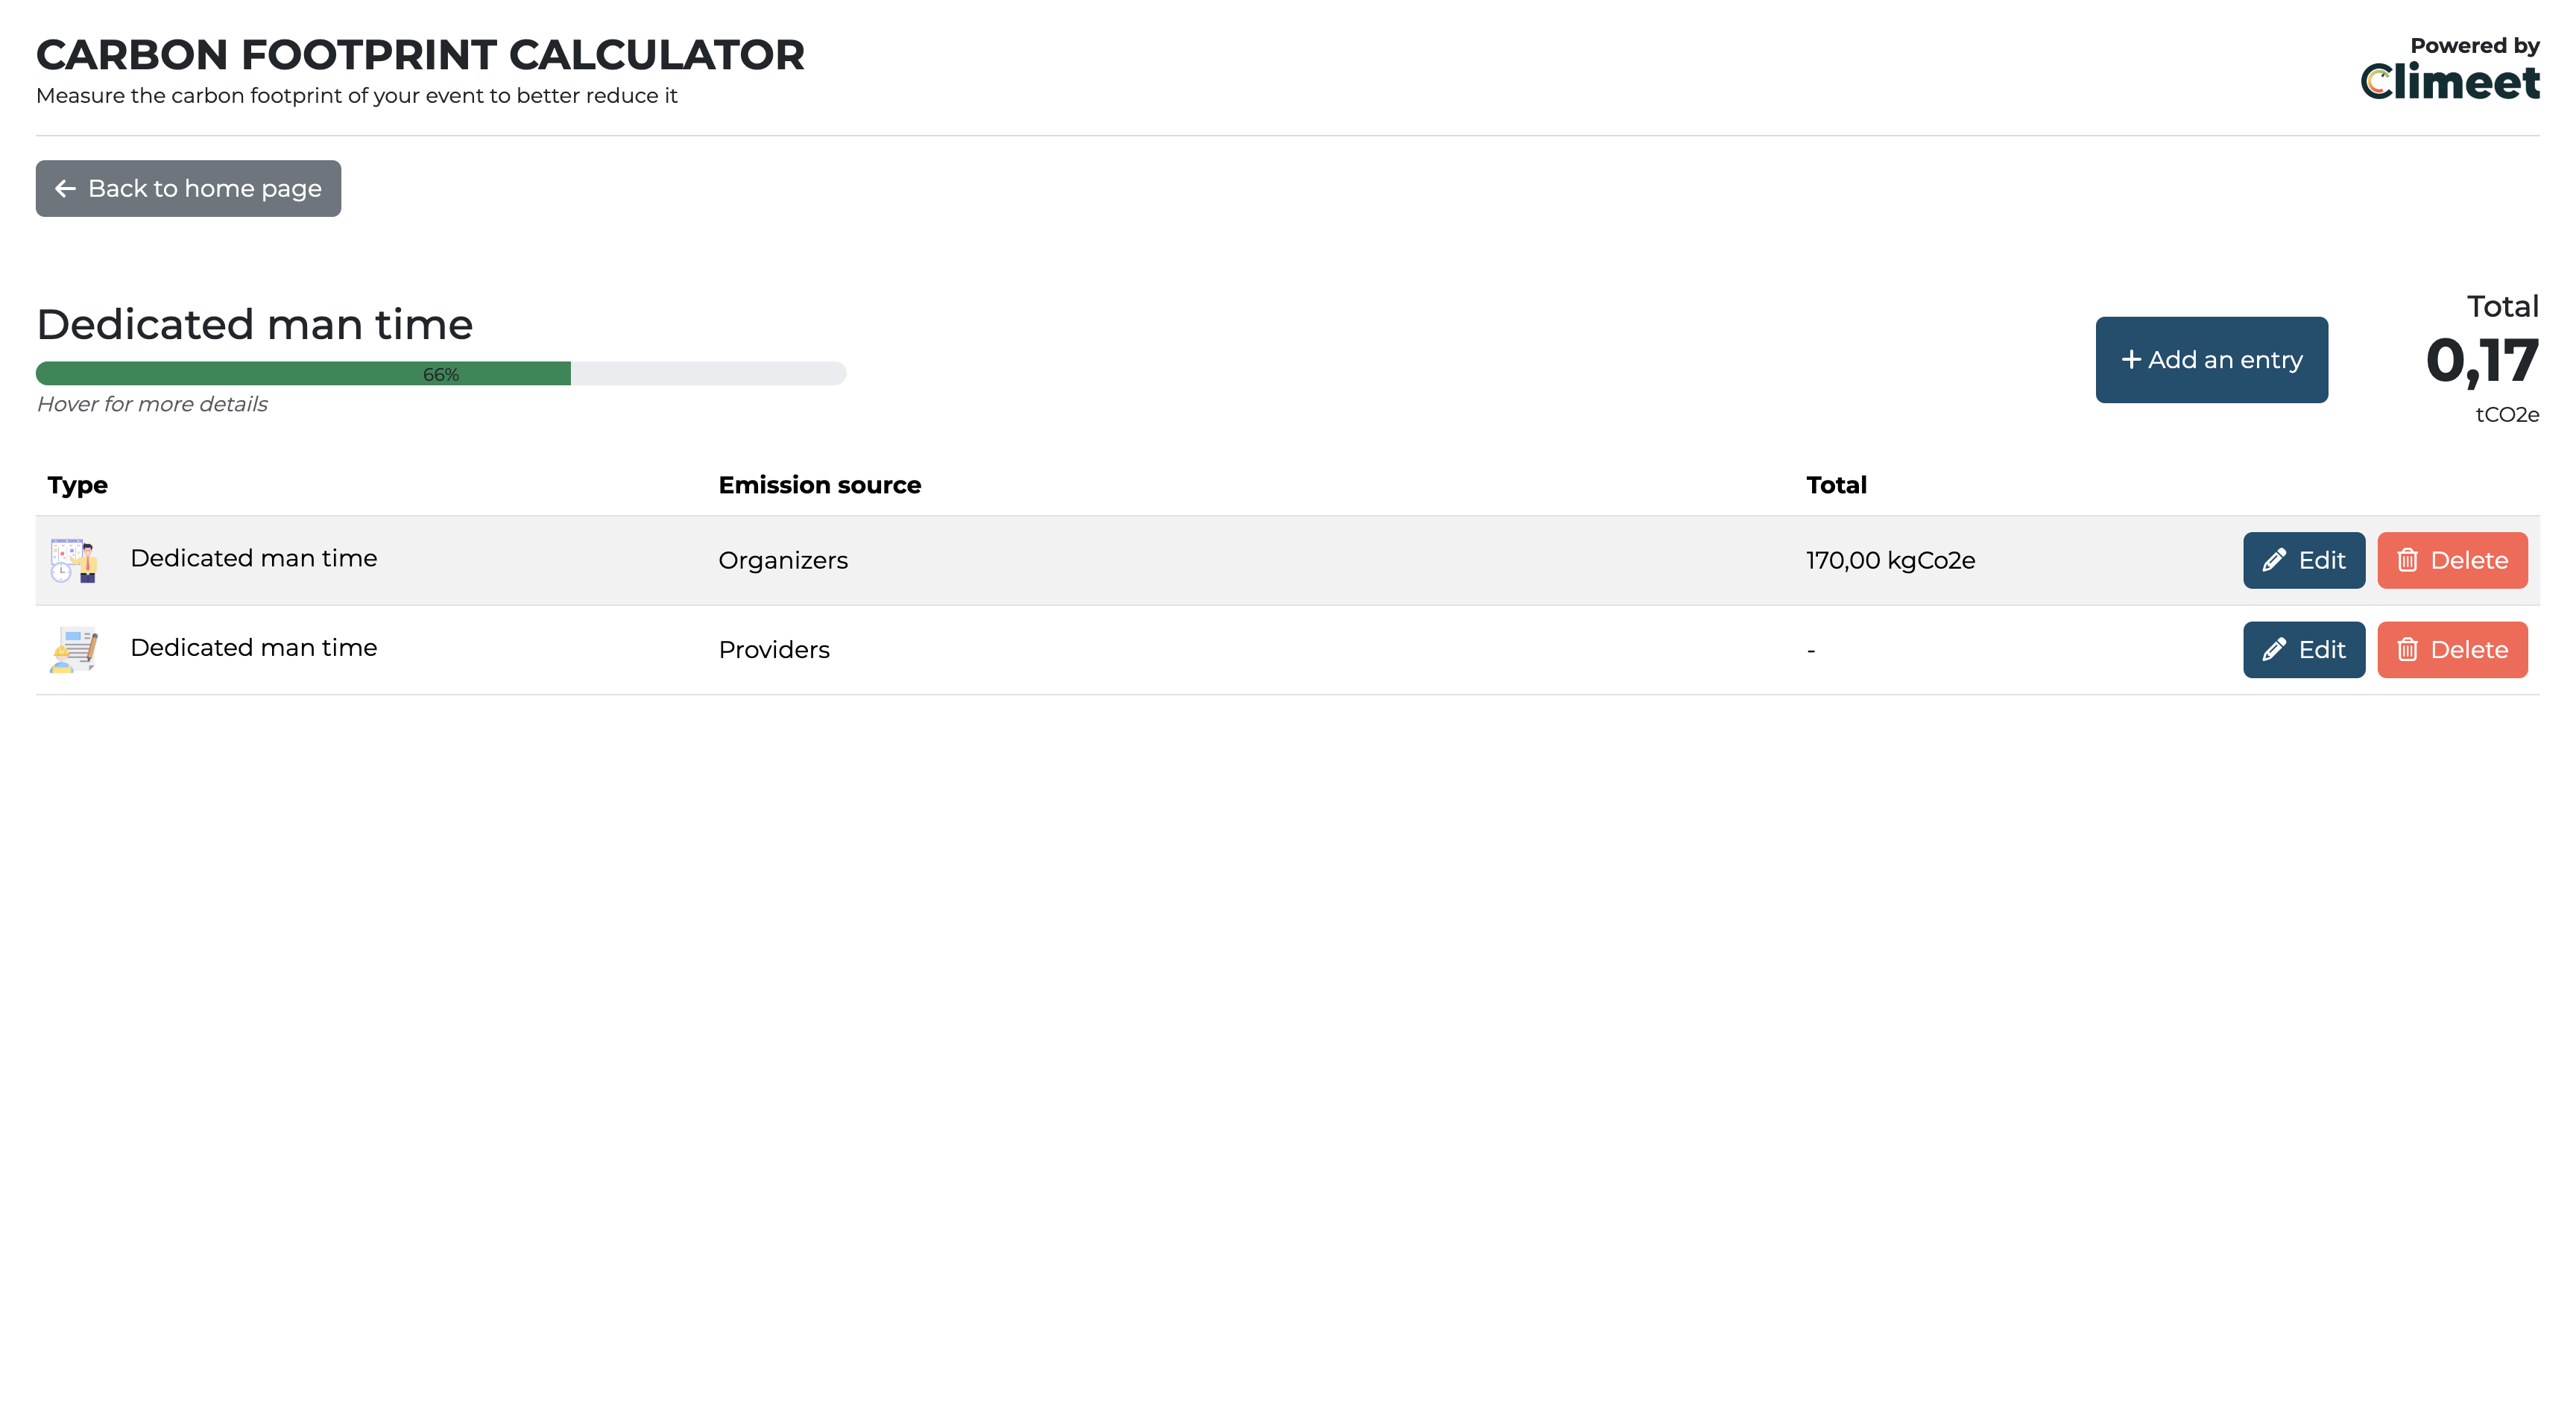 CARBON FOOTPRINT CALCULATOR
Measure the carbon footprint of your event to better reduce it
Powered by
Climeet
Back to home page
Dedicated man time
66%
Hover for more details
+ Add an entry
Total
0,17
tCO2e
Type Emission source Total
Dedicated man time Organizers 170,00 kgCo2e Edit Delete
Dedicated man time Providers - Edit Delete